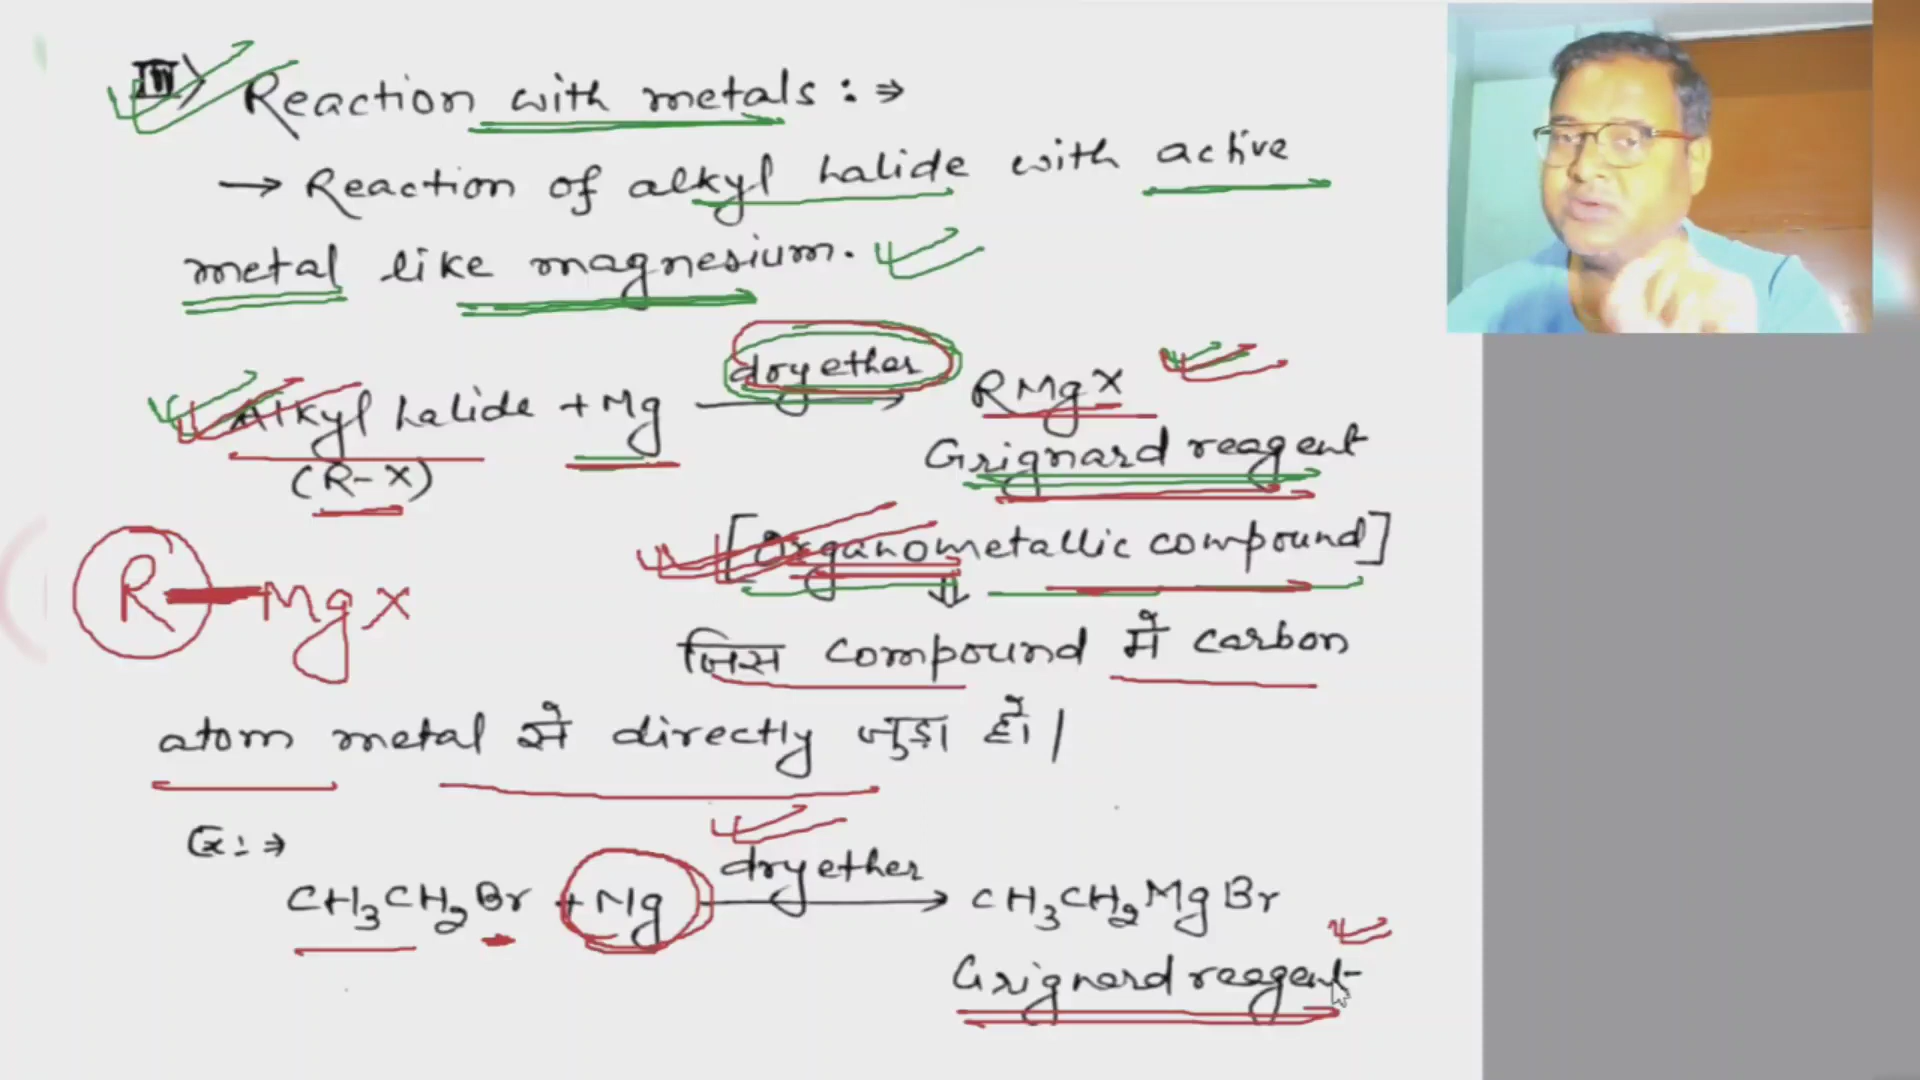 III) Reaction with metals :⇒
→ Reaction of alkyl halide with active
metal like magnesium.
Alkyl halide + Mg dry ether → RMgX
(R-X)
Grignard reagent
[Organometallic compound]
⇓
R-MgX
जिस compound में carbon
atom metal से directly जुड़ा हो।
Ex:⇒
CH₃CH₂Br + Mg dry ether → CH₃CH₂MgBr
Grignard reagent